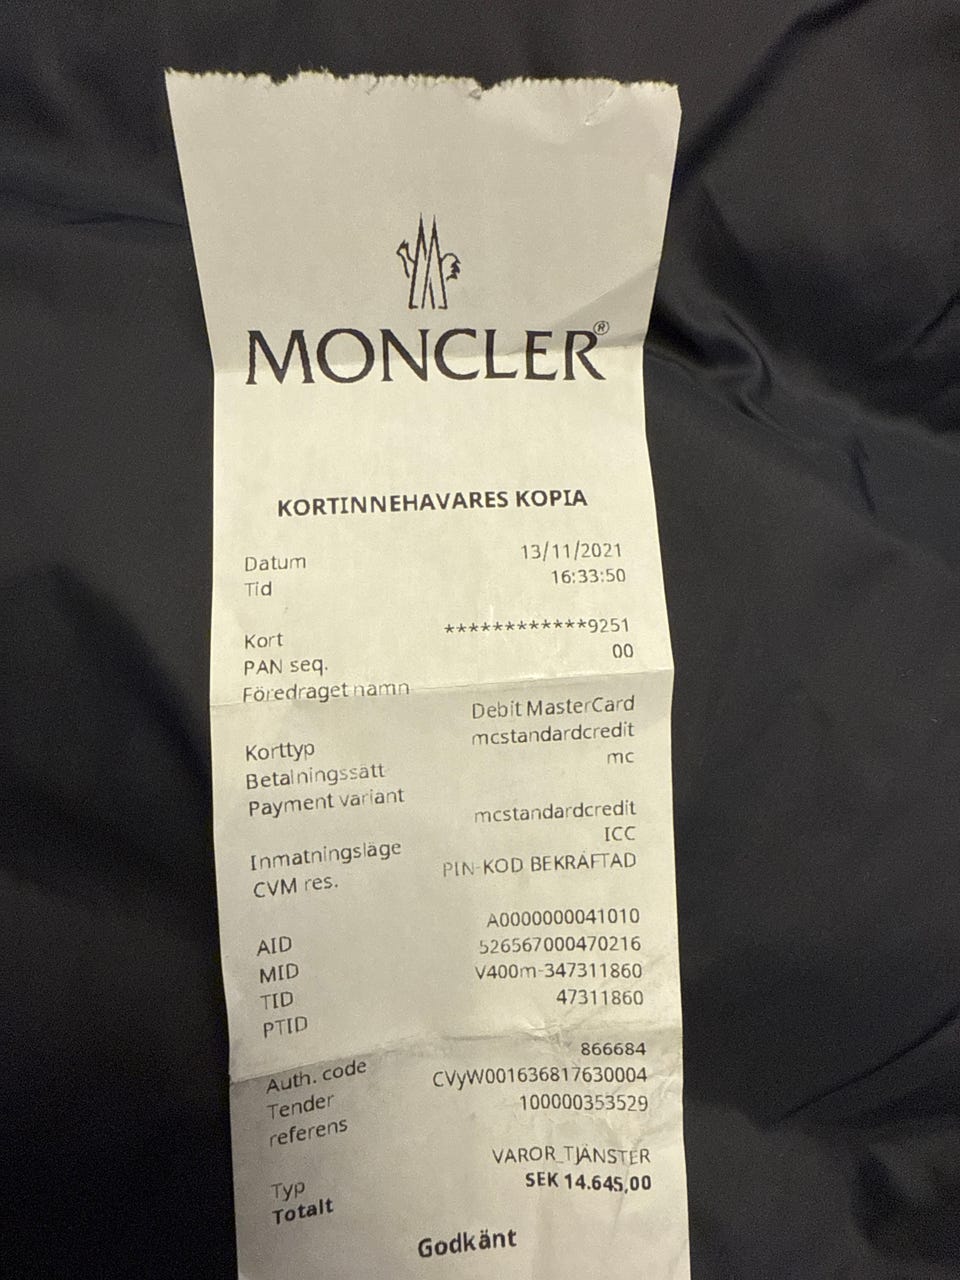 MONCLER®
KORTINNEHAVARES KOPIA
Datum 13/11/2021
Tid 16:33:50
Kort ************9251
PAN seq. 00
Föredraget namn
Debit MasterCard
Korttyp mcstandardcredit
Betalningssätt mc
Payment variant
mcstandardcredit
Inmatningsläge ICC
CVM res. PIN-KOD BEKRÄFTAD
AID A0000000041010
MID 526567000470216
TID V400m-347311860
PTID 47311860
Auth. code 866684
Tender CVyW001636817630004
referens 100000353529
Typ VAROR_TJÄNSTER
Totalt SEK 14.645,00
Godkänt